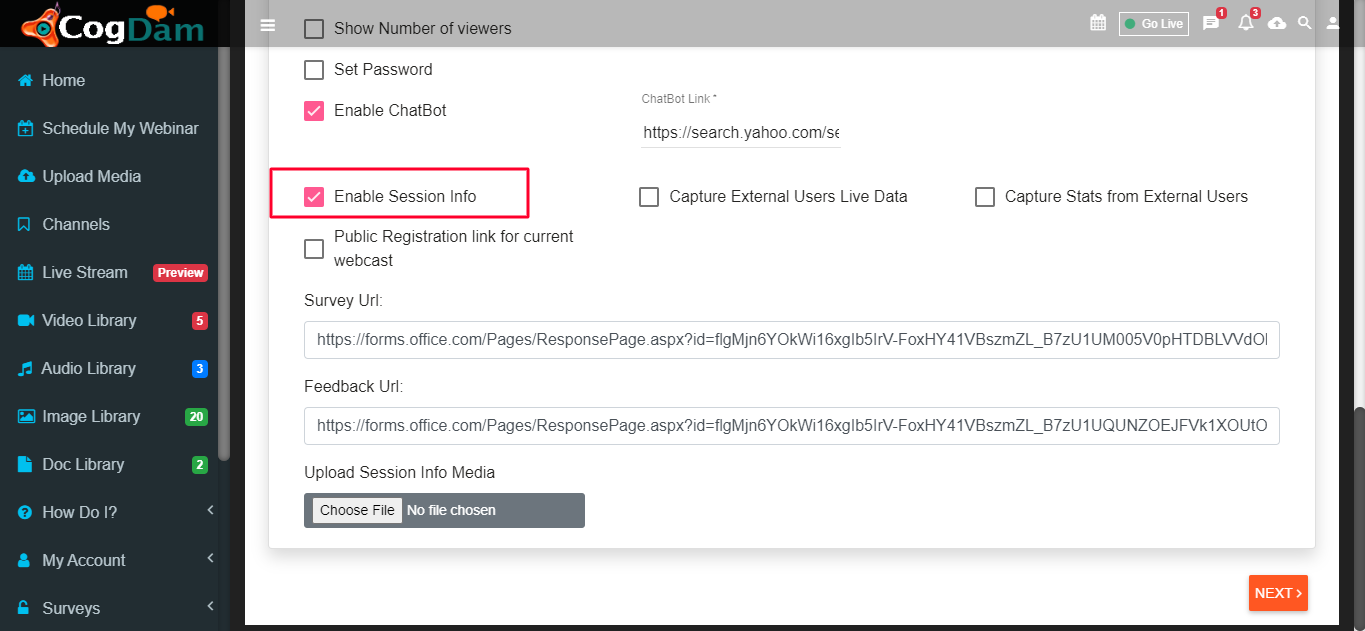 CogDam
Home
Schedule My Webinar
Upload Media
Channels
Live Stream Preview
Video Library 5
Audio Library 3
Image Library 20
Doc Library 2
How Do I?
My Account
Surveys
Go Live 1 3
Show Number of viewers
Set Password
Enable ChatBot
ChatBot Link *
https://search.yahoo.com/se
Enable Session Info
Capture External Users Live Data
Capture Stats from External Users
Public Registration link for current
webcast
Survey Url:
https://forms.office.com/Pages/ResponsePage.aspx?id=flgMjn6YOkWi16xgIb5IrV-FoxHY41VBszmZL_B7zU1UM005V0pHTDBLVVdOI
Feedback Url:
https://forms.office.com/Pages/ResponsePage.aspx?id=flgMjn6YOkWi16xgIb5IrV-FoxHY41VBszmZL_B7zU1UQUNZOEJFVk1XOUtO
Upload Session Info Media
Choose File No file chosen
NEXT